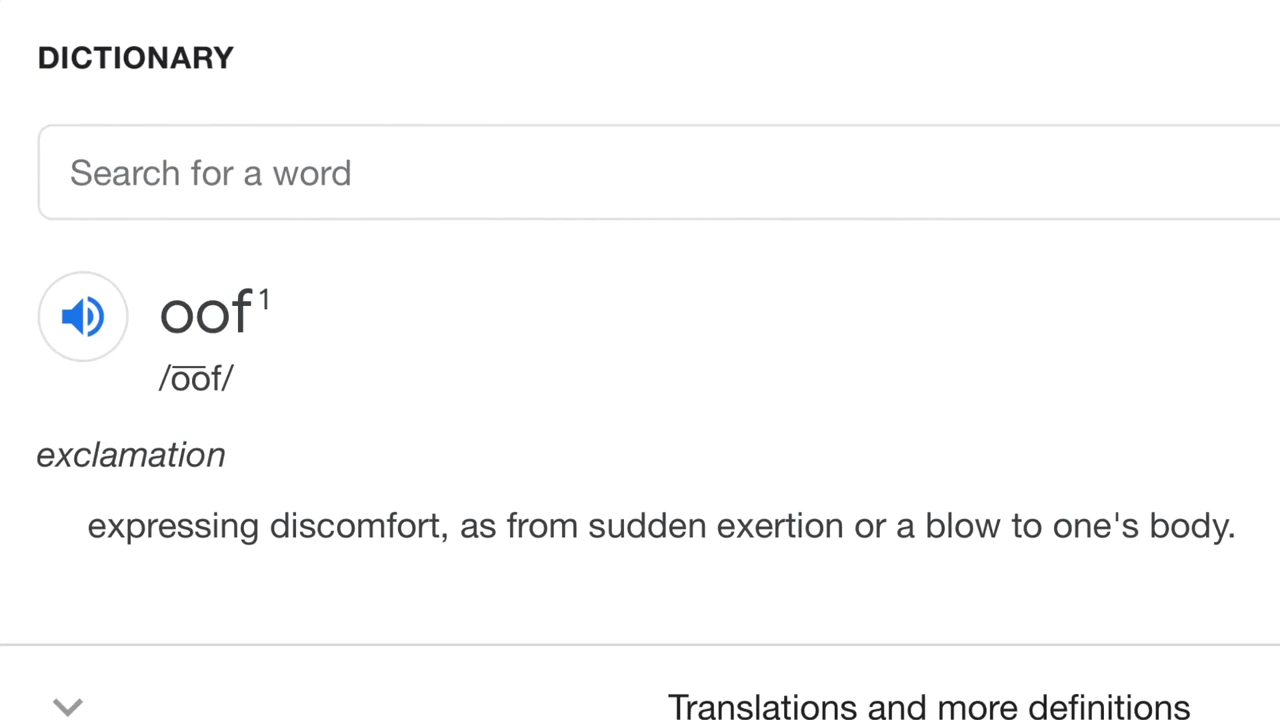 DICTIONARY
Search for a word
oof¹
/o͞of/
exclamation
expressing discomfort, as from sudden exertion or a blow to one's body.
Translations and more definitions